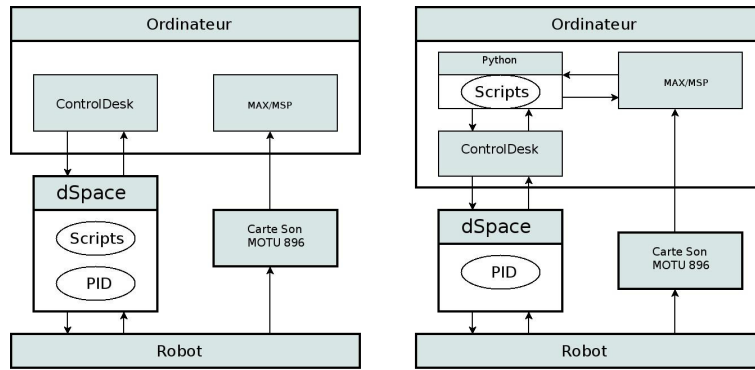 Ordinateur
ControlDesk
MAX/MSP
dSpace
Scripts
PID
Carte Son
MOTU 896
Robot
Ordinateur
Python
Scripts
MAX/MSP
ControlDesk
dSpace
PID
Carte Son
MOTU 896
Robot